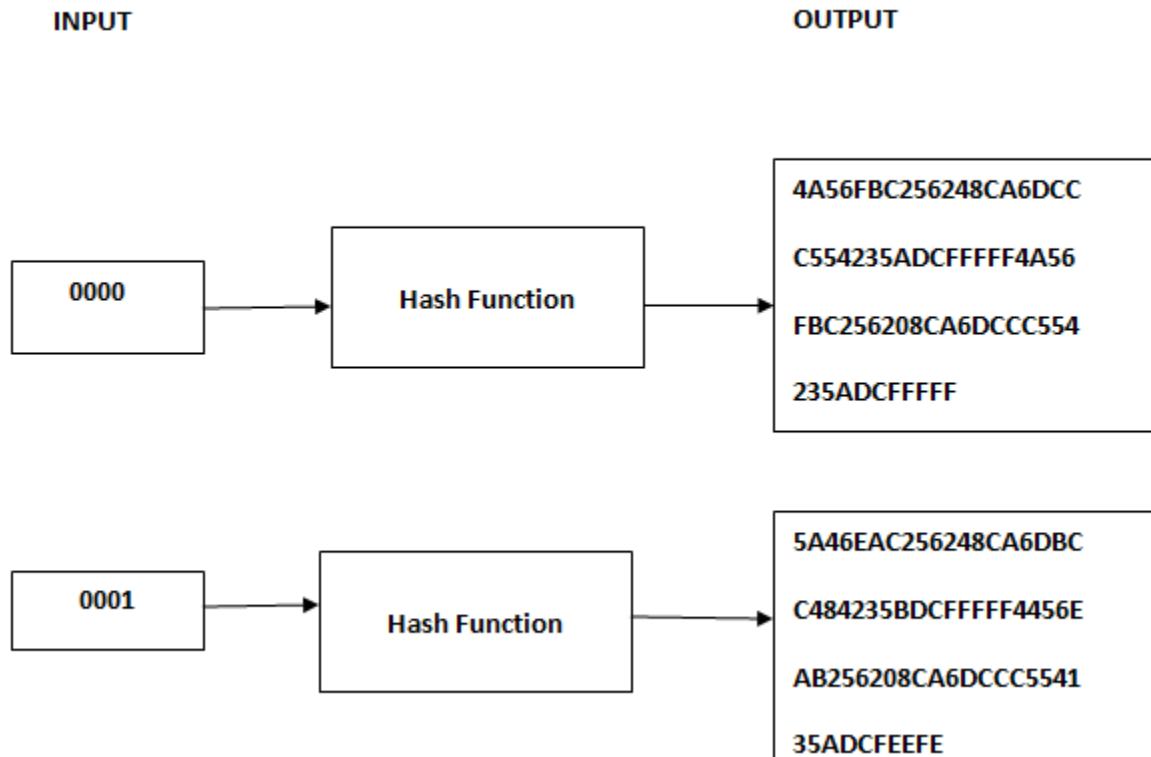 INPUT
OUTPUT
0000
Hash Function
4A56FBC256248CA6DCC
C554235ADCFFFFF4A56
FBC256208CA6DCCC554
235ADCFFFFF
0001
Hash Function
5A46EAC256248CA6DBC
C484235BDCFFFFF4456E
AB256208CA6DCCC5541
35ADCFEEFE